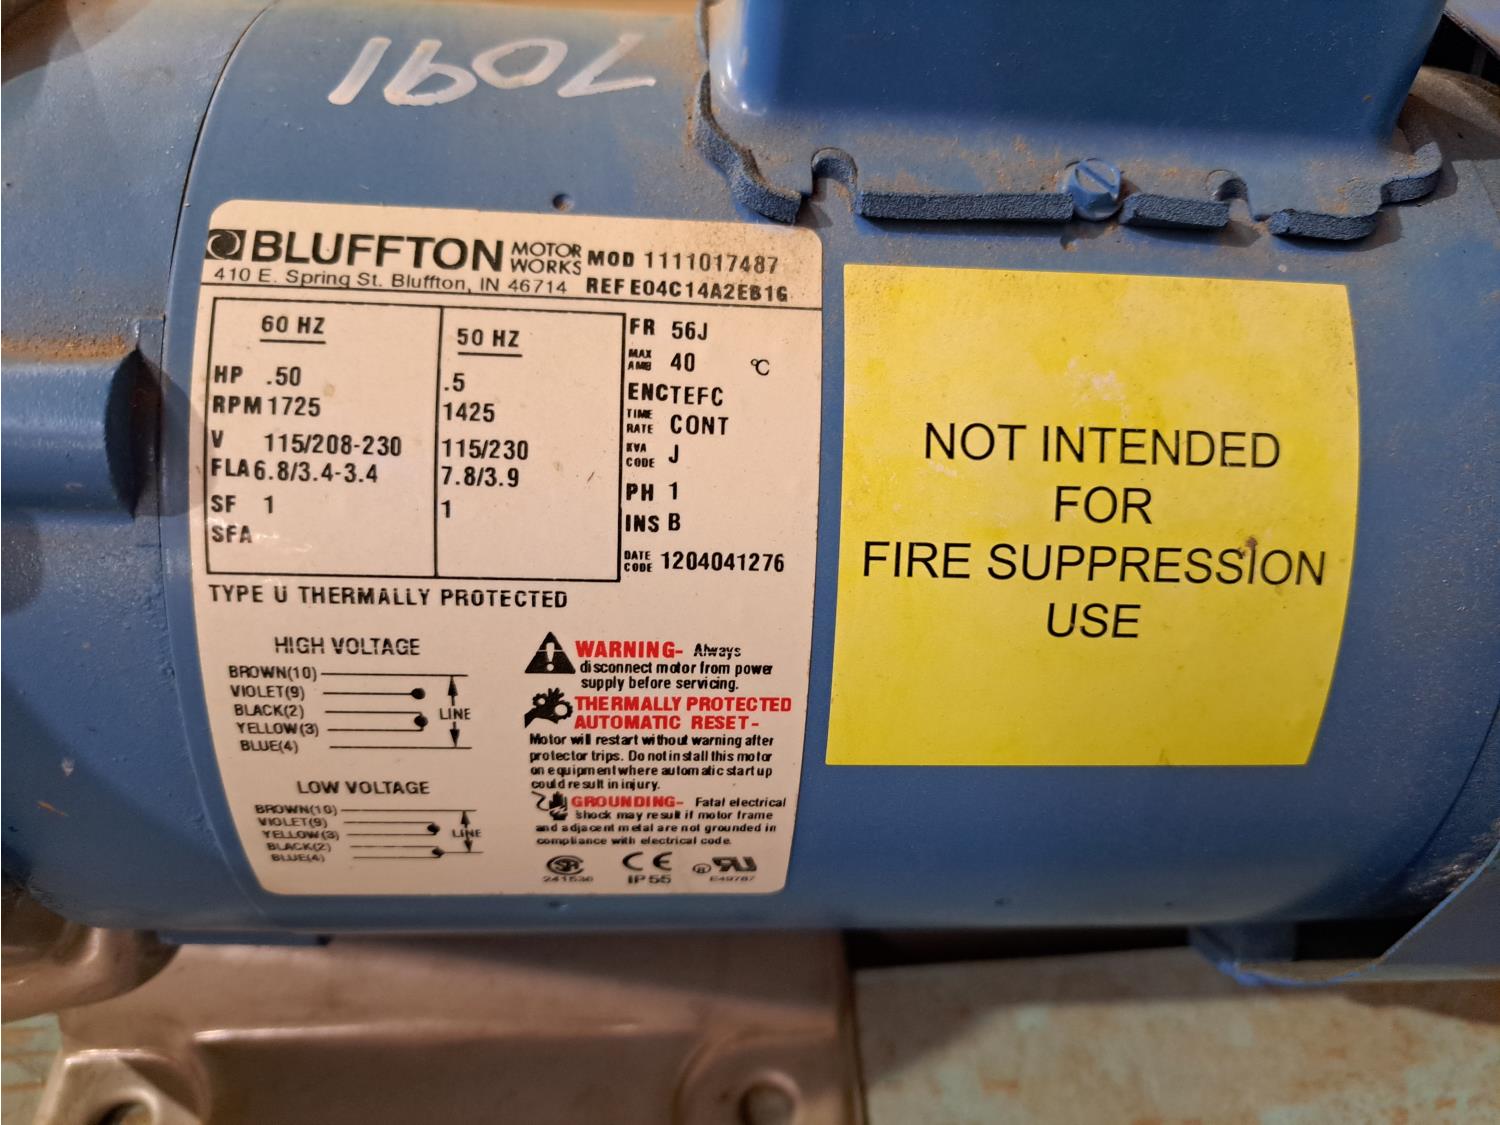 1602
BLUFFTON MOTOR WORKS MOD 1111017487
410 E. Spring St. Bluffton, IN 46714 REF E04C14A2EB1G
60 HZ 50 HZ
HP .50 .5
RPM 1725 1425
V 115/208-230 115/230
FLA 6.8/3.4-3.4 7.8/3.9
SF 1 1
SFA
FR 56J
MAX AMB 40 °C
ENC TEFC
TIME RATE CONT
KVA CODE J
PH 1
INS B
DATE CODE 1204041276
TYPE U THERMALLY PROTECTED
HIGH VOLTAGE
BROWN(10)
VIOLET(9)
BLACK(2)
YELLOW(3)
BLUE(4)
LINE
LOW VOLTAGE
BROWN(10)
VIOLET(9)
YELLOW(3)
BLACK(2)
BLUE(4)
LINE
WARNING- Always
disconnect motor from power
supply before servicing.
THERMALLY PROTECTED
AUTOMATIC RESET-
Motor will restart without warning after
protector trips. Do not install this motor
on equipment where automatic start up
could result in injury.
GROUNDING- Fatal electrical
shock may result if motor frame
and adjacent metal are not grounded in
compliance with electrical code.
241536
CE
IP 55
E49787
NOT INTENDED
FOR
FIRE SUPPRESSION
USE